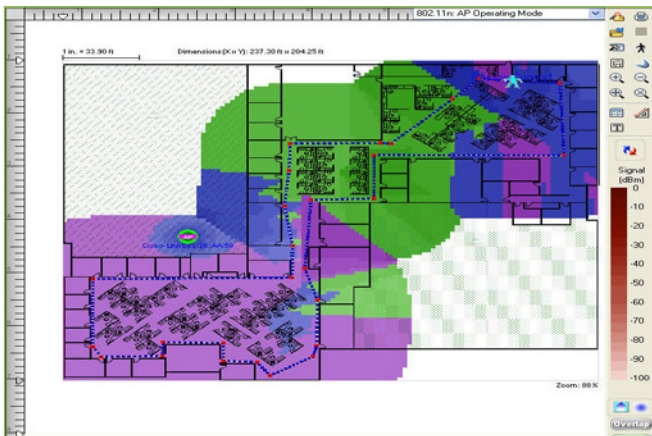 802.11n: AP Operating Mode
1 in. = 33.90 ft
Dimensions (X x Y): 237.30 ft x 204.25 ft
Signal
(dBm)
0
-10
-20
-30
-40
-50
-60
-70
-80
-90
-100
AP
Zoom: 88%
Overlap